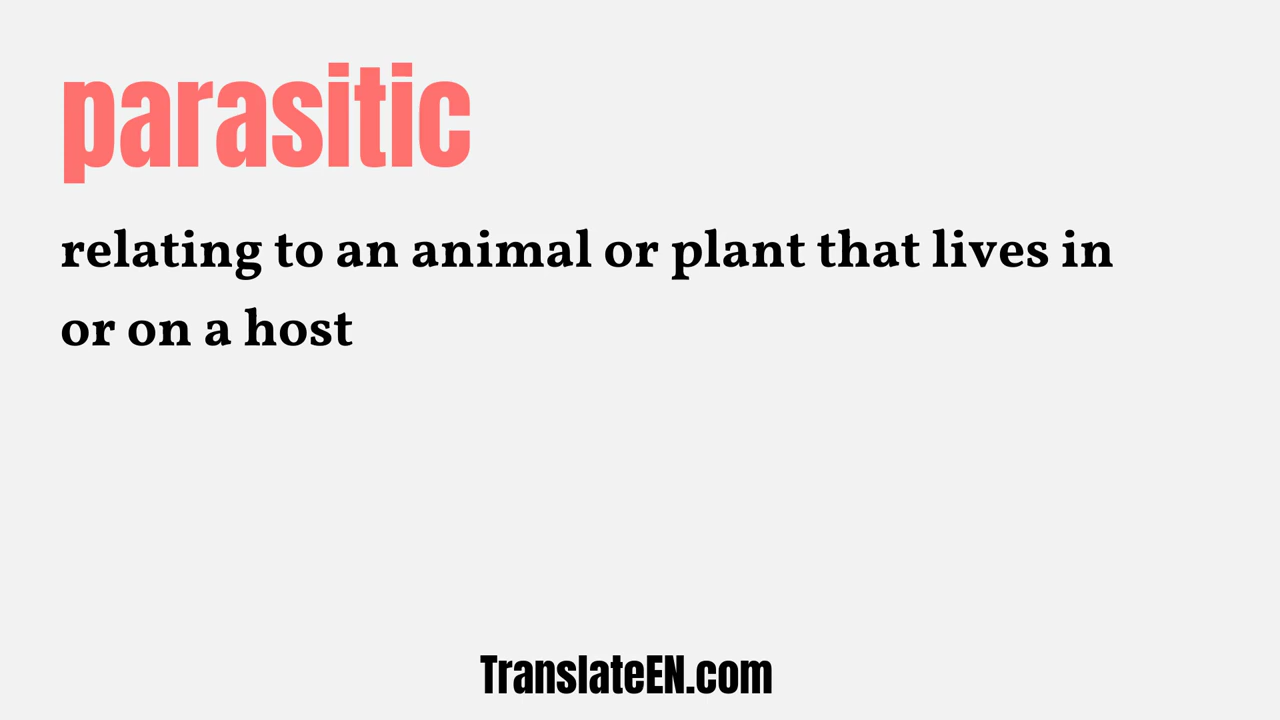 parasitic
relating to an animal or plant that lives in
or on a host
TranslateEN.com